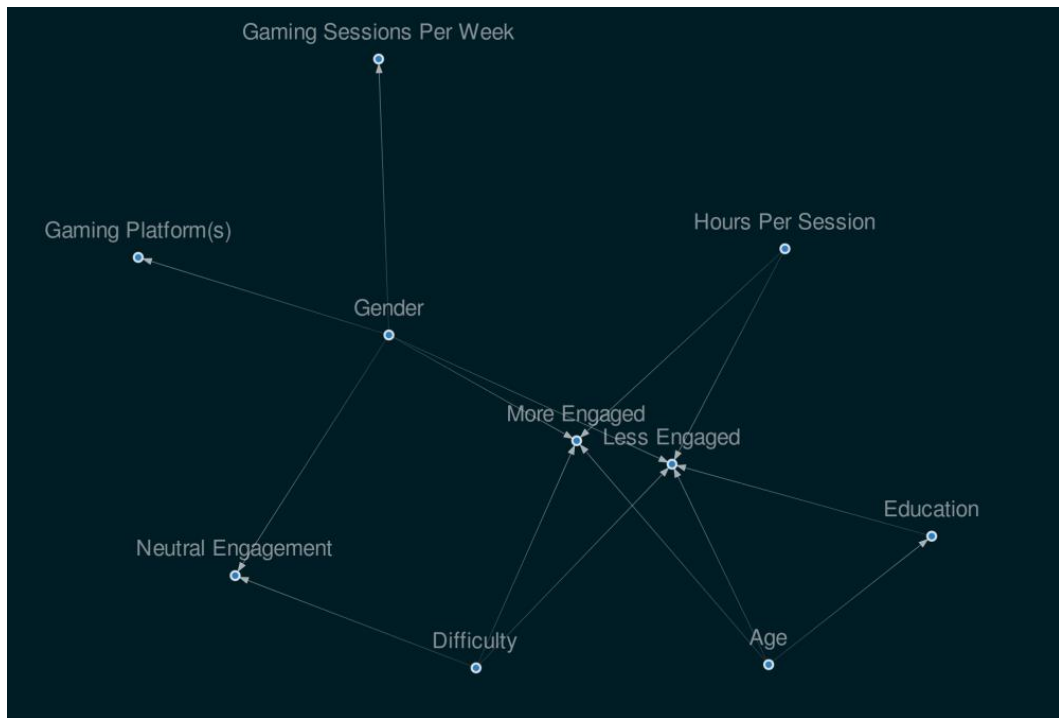 Gaming Sessions Per Week
Hours Per Session
Gaming Platform(s)
Gender
More Engaged
Less Engaged
Education
Neutral Engagement
Difficulty
Age